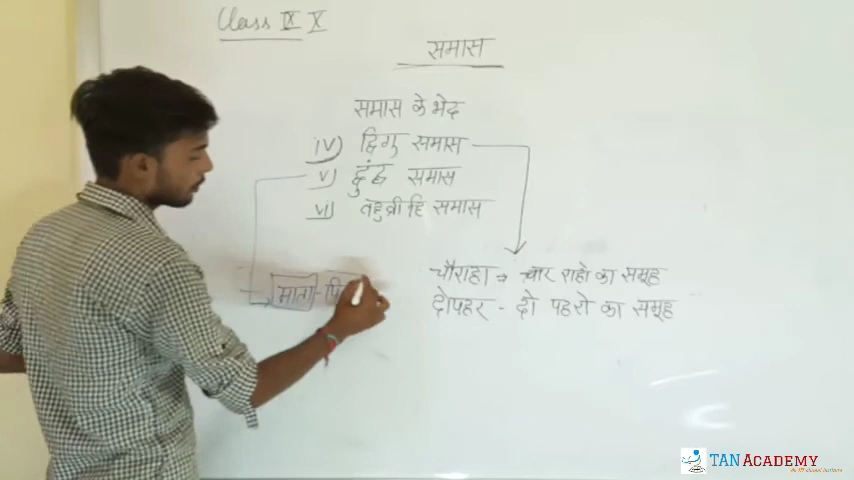 Class IX X
समास
समास के भेद
iv) द्विगु समास
v) द्वंद्व समास
vi) बहुव्रीहि समास
चौराहा → चार राहो का समूह
माता-पि
दोपहर - दो पहरो का समूह
TAN ACADEMY